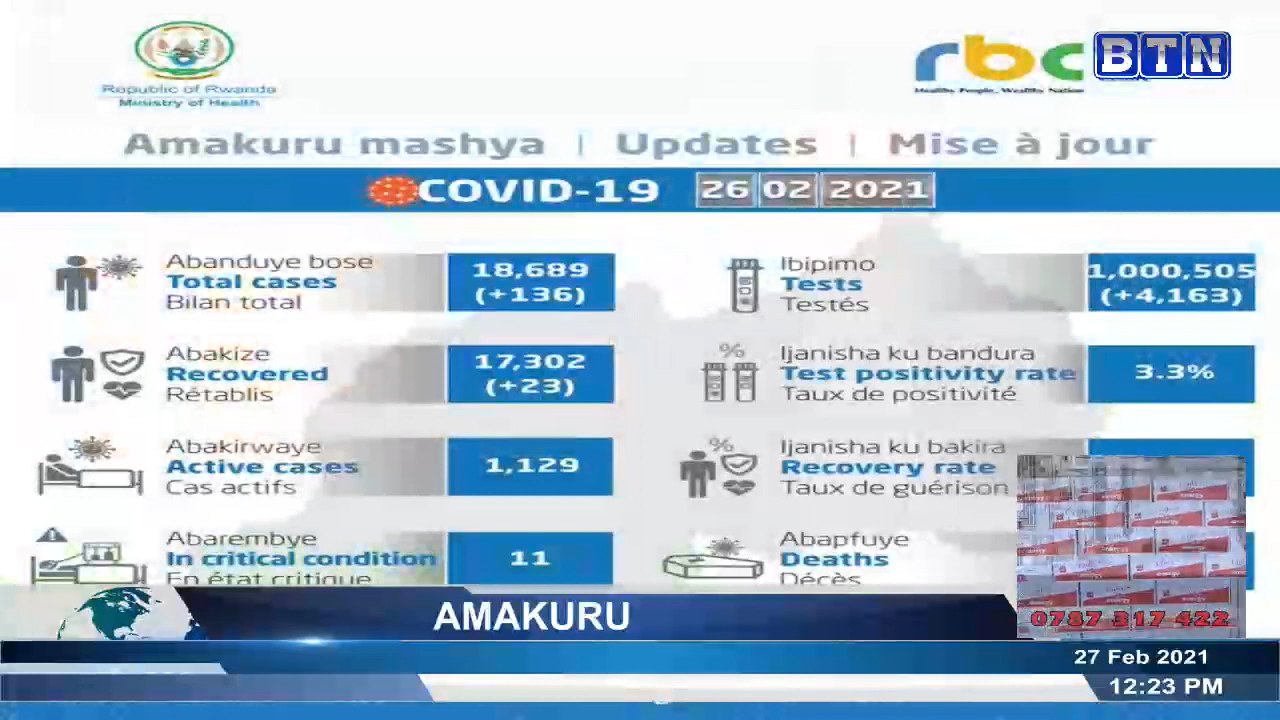 Republic of Rwanda
Ministry of Health
rbc
Healthy People, Wealthy Nation
BTN
Amakuru mashya | Updates | Mise à jour
COVID-19 26 02 2021
Abanduye bose
Total cases
Bilan total
18,689
(+136)
Ibipimo
Tests
Testés
1,000,505
(+4,163)
Abakize
Recovered
Rétablis
17,302
(+23)
%
Ijanisha ku bandura
Test positivity rate
Taux de positivité
3.3%
Abakirwaye
Active cases
Cas actifs
1,129
%
Ijanisha ku bakira
Recovery rate
Taux de guérison
Abarembye
In critical condition
En état critique
11
Abapfuye
Deaths
Décès
0787 317 422
AMAKURU
27 Feb 2021
12:23 PM